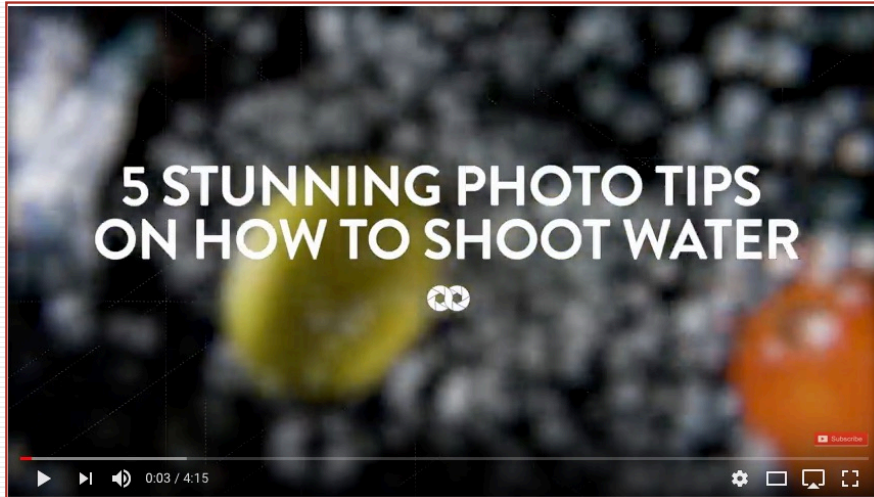 5 STUNNING PHOTO TIPS
ON HOW TO SHOOT WATER
Subscribe
0:03 / 4:15